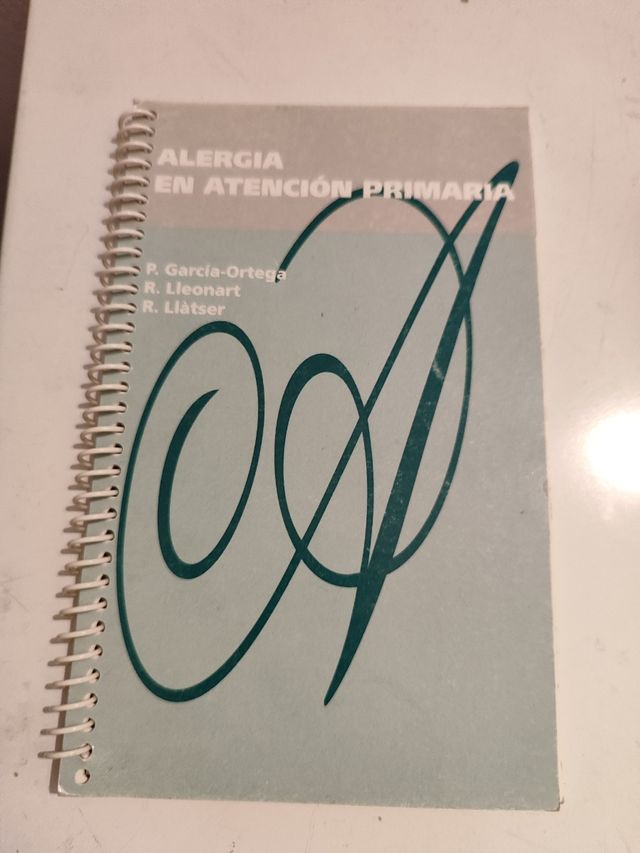 ALERGIA
EN ATENCIÓN PRIMARIA
P. García-Ortega
R. Lleonart
R. Llàtser